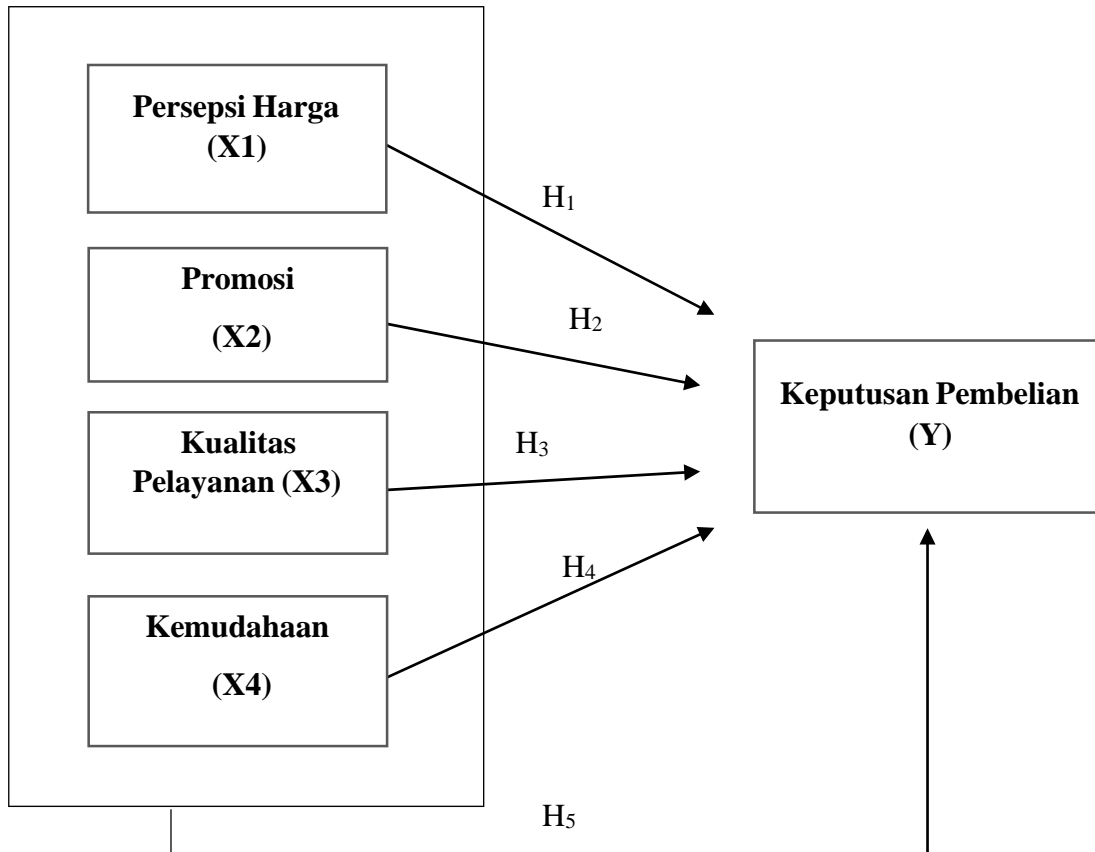 Persepsi Harga
(X1)
H₁
Promosi
(X2)
H₂
Keputusan Pembelian
(Y)
Kualitas
Pelayanan (X3)
H₃
Kemudahaan
(X4)
H₄
H₅